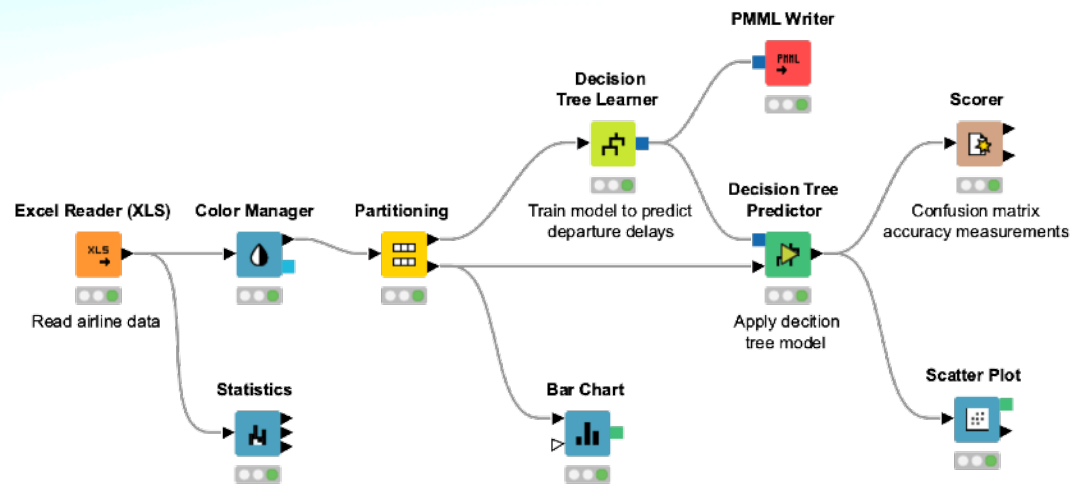 PMML Writer
PMML
Decision
Tree Learner
Scorer
Train model to predict
departure delays
Decision Tree
Predictor
Confusion matrix
accuracy measurements
Excel Reader (XLS)
XLS
Read airline data
Color Manager
Partitioning
Apply decition
tree model
Statistics
Bar Chart
Scatter Plot